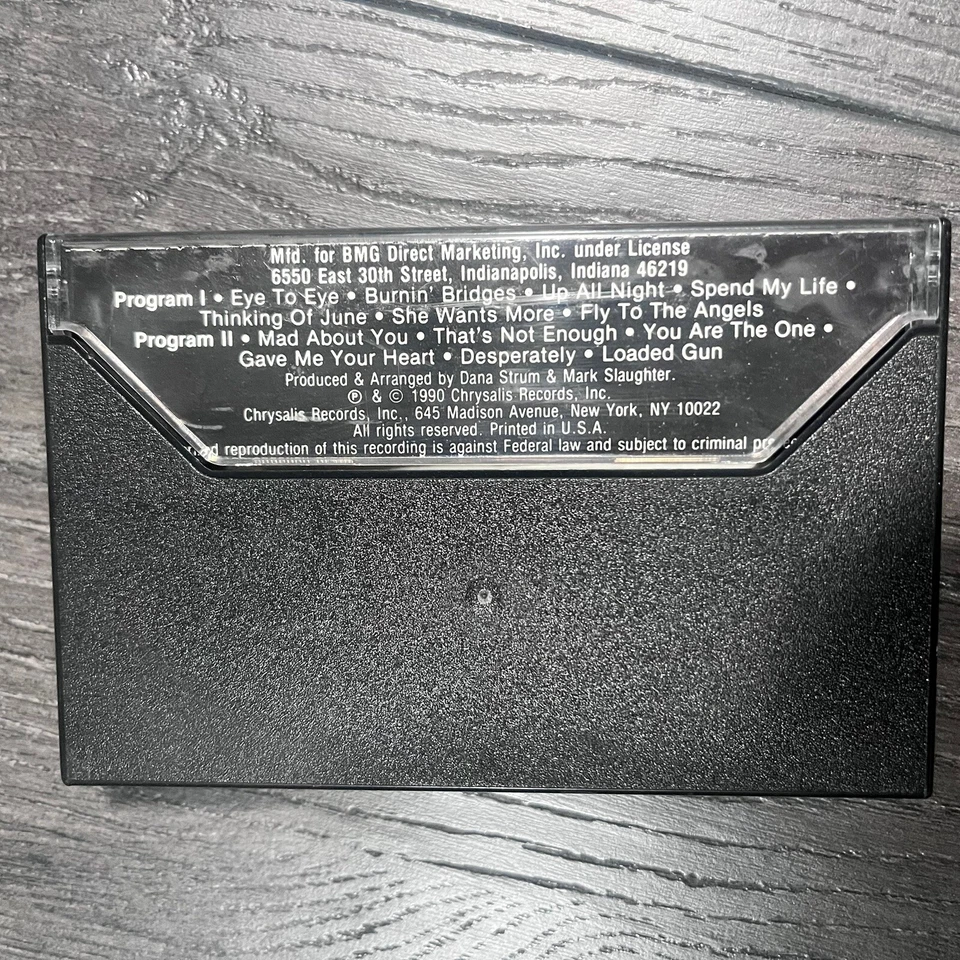 Mfd. for BMG Direct Marketing, Inc. under License
6550 East 30th Street, Indianapolis, Indiana 46219
Program I • Eye To Eye • Burnin' Bridges • Up All Night • Spend My Life •
Thinking Of June • She Wants More • Fly To The Angels
Program II • Mad About You • That's Not Enough • You Are The One •
Gave Me Your Heart • Desperately • Loaded Gun
Produced & Arranged by Dana Strum & Mark Slaughter.
℗ & © 1990 Chrysalis Records, Inc.
Chrysalis Records, Inc., 645 Madison Avenue, New York, NY 10022
All rights reserved. Printed in U.S.A.
reproduction of this recording is against Federal law and subject to criminal